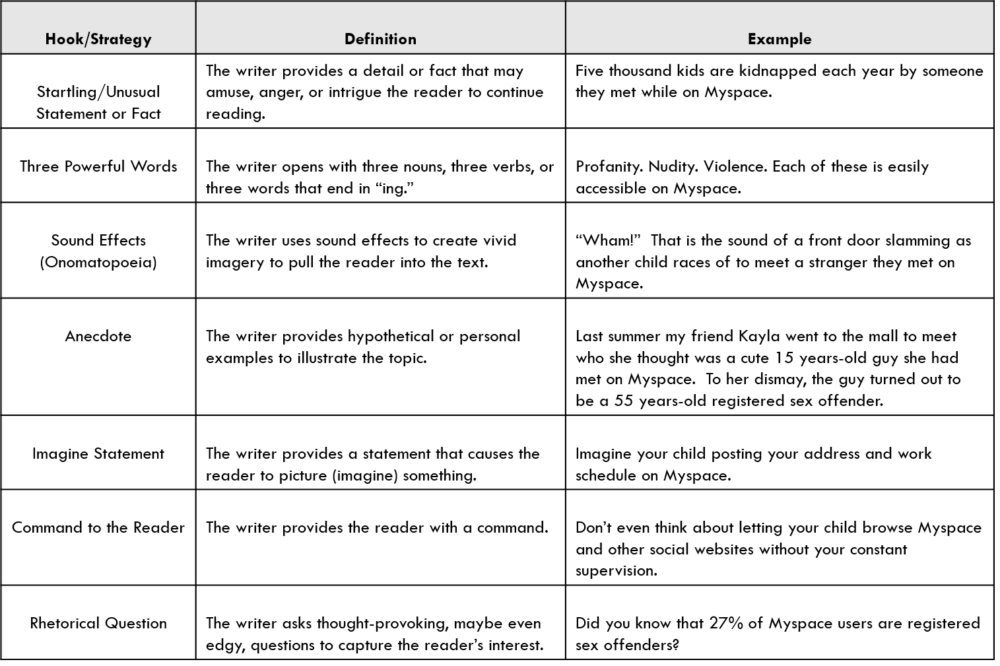 Hook/Strategy
Definition
Example
Startling/Unusual
Statement or Fact
The writer provides a detail or fact that may
amuse, anger, or intrigue the reader to continue
reading.
Five thousand kids are kidnapped each year by someone
they met while on Myspace.
Three Powerful Words
The writer opens with three nouns, three verbs, or
three words that end in “ing.”
Profanity. Nudity. Violence. Each of these is easily
accessible on Myspace.
Sound Effects
(Onomatopoeia)
The writer uses sound effects to create vivid
imagery to pull the reader into the text.
“Wham!”  That is the sound of a front door slamming as
another child races of to meet a stranger they met on
Myspace.
Anecdote
The writer provides hypothetical or personal
examples to illustrate the topic.
Last summer my friend Kayla went to the mall to meet
who she thought was a cute 15 years-old guy she had
met on Myspace.  To her dismay, the guy turned out to
be a 55 years-old registered sex offender.
Imagine Statement
The writer provides a statement that causes the
reader to picture (imagine) something.
Imagine your child posting your address and work
schedule on Myspace.
Command to the Reader
The writer provides the reader with a command.
Don’t even think about letting your child browse Myspace
and other social websites without your constant
supervision.
Rhetorical Question
The writer asks thought-provoking, maybe even
edgy, questions to capture the reader’s interest.
Did you know that 27% of Myspace users are registered
sex offenders?